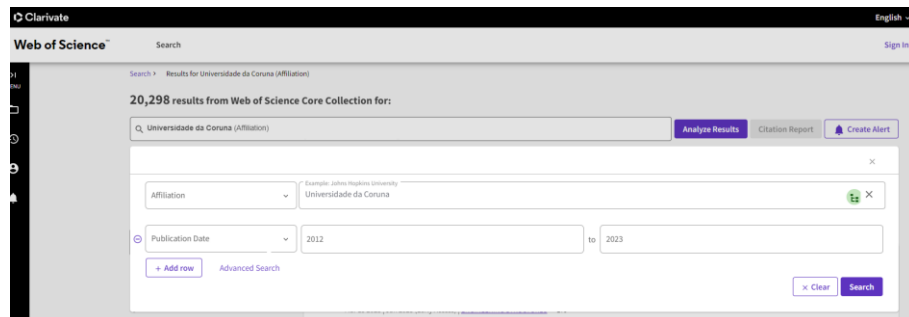 Clarivate
English
Web of Science™
Search
Sign In
MENU
Search > Results for Universidade da Coruna (Affiliation)
20,298 results from Web of Science Core Collection for:
Universidade da Coruna (Affiliation)
Analyze Results
Citation Report
Create Alert
Example: Johns Hopkins University
Affiliation
Universidade da Coruna
Publication Date
2012
to
2023
+ Add row
Advanced Search
× Clear
Search